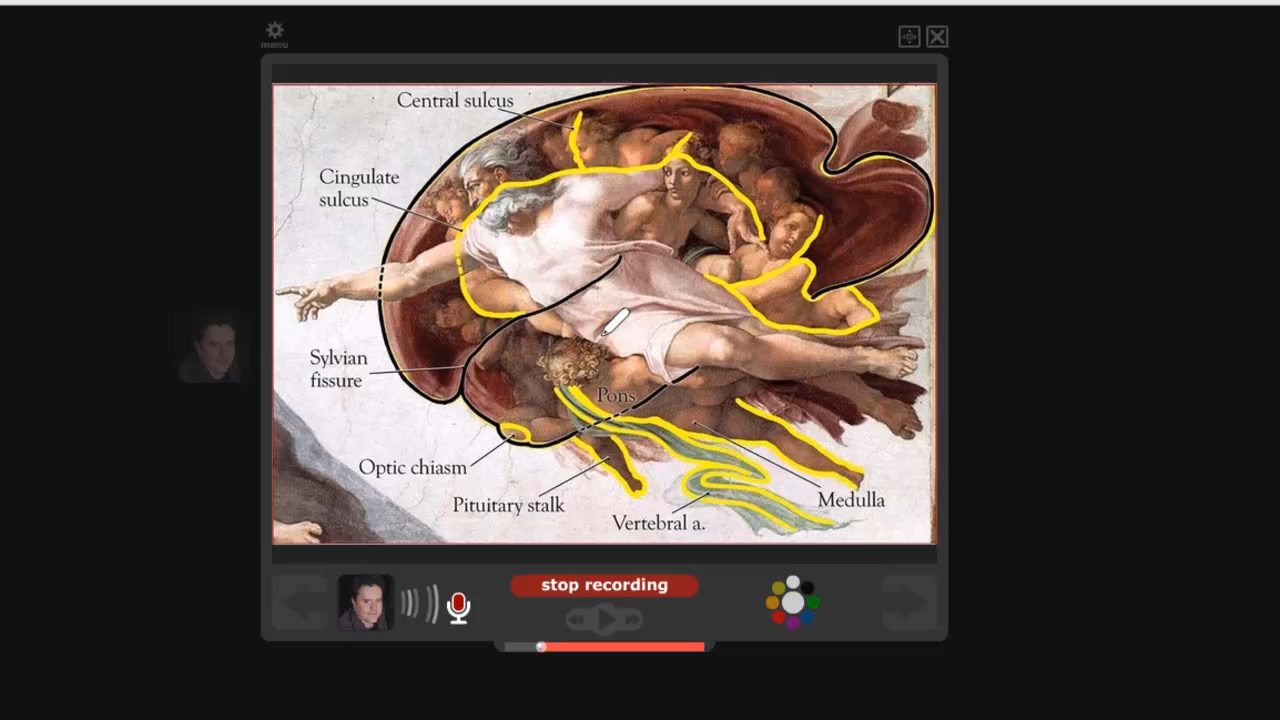 menu
Central sulcus
Cingulate
sulcus
Sylvian
fissure
Pons
Optic chiasm
Pituitary stalk
Vertebral a.
Medulla
stop recording